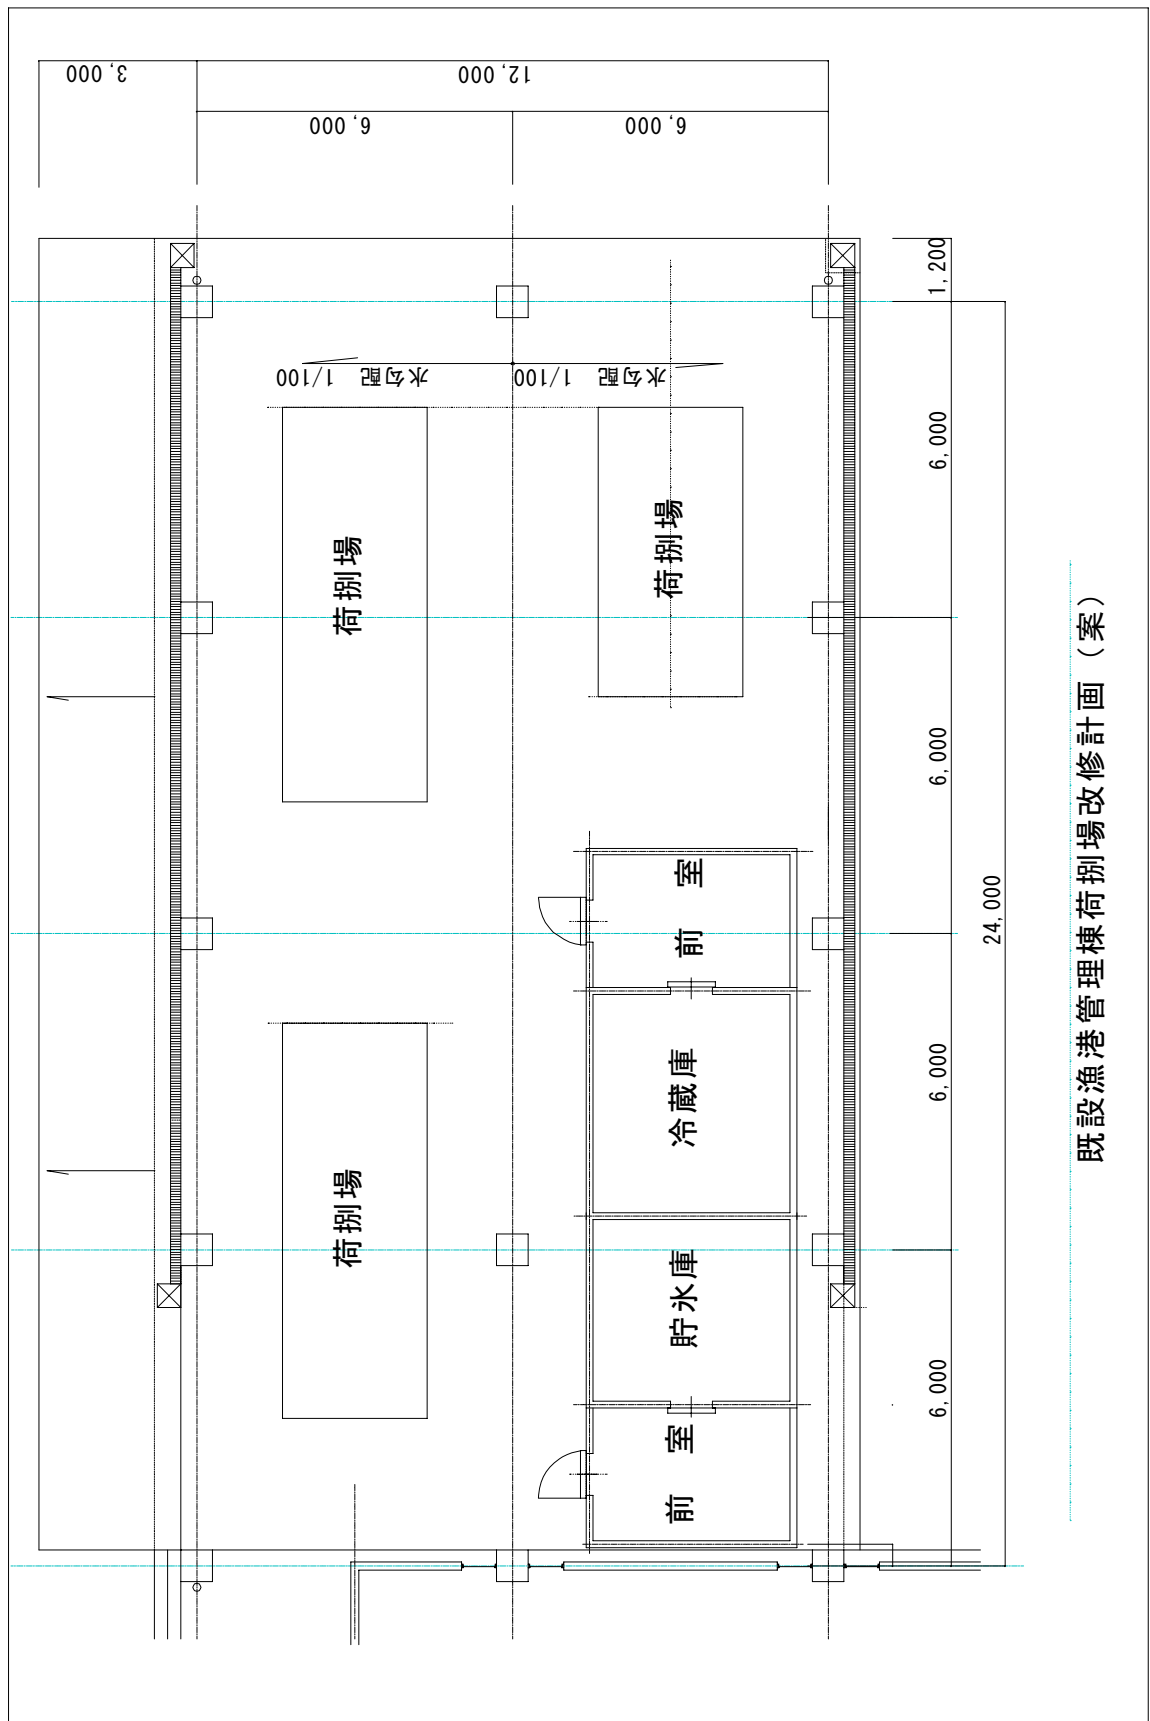 3,000
12,000
6,000
6,000
1,200
水勾配　1/100
水勾配　1/100
6,000
荷捌場
荷捌場
6,000
前　室
24,000
6,000
冷蔵庫
荷捌場
貯氷庫
6,000
前　室
既設漁港管理棟荷捌場改修計画（案）